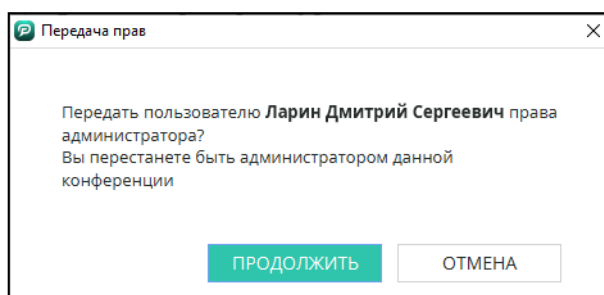 Передача прав
Передать пользователю Ларин Дмитрий Сергеевич права
администратора?
Вы перестанете быть администратором данной
конференции
ПРОДОЛЖИТЬ
ОТМЕНА